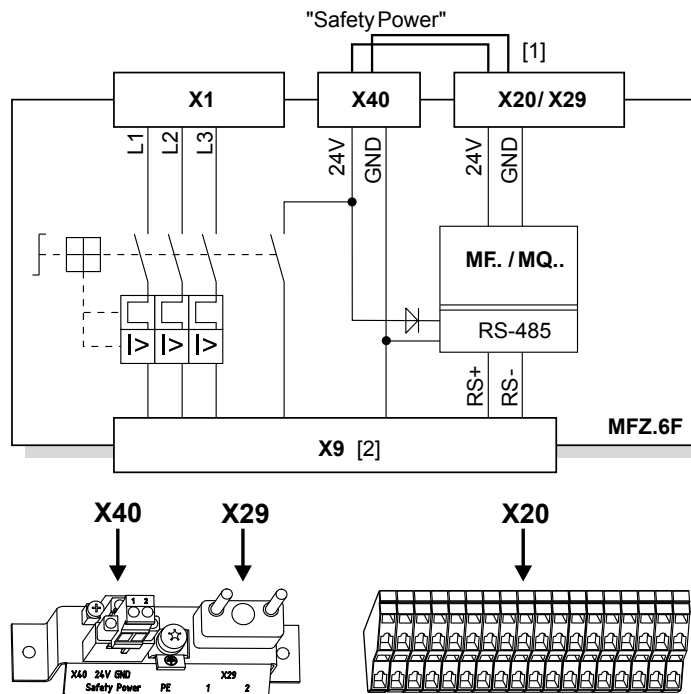 "Safety Power"
[1]
X1
X40
X20/ X29
L1
L2
L3
24V
GND
24V
GND
MF.. / MQ..
RS-485
I>
I>
I>
RS+
RS-
MFZ.6F
X9 [2]
X40
X29
X20
1 2
X40 24V GND
X29
Safety Power
PE
1
2